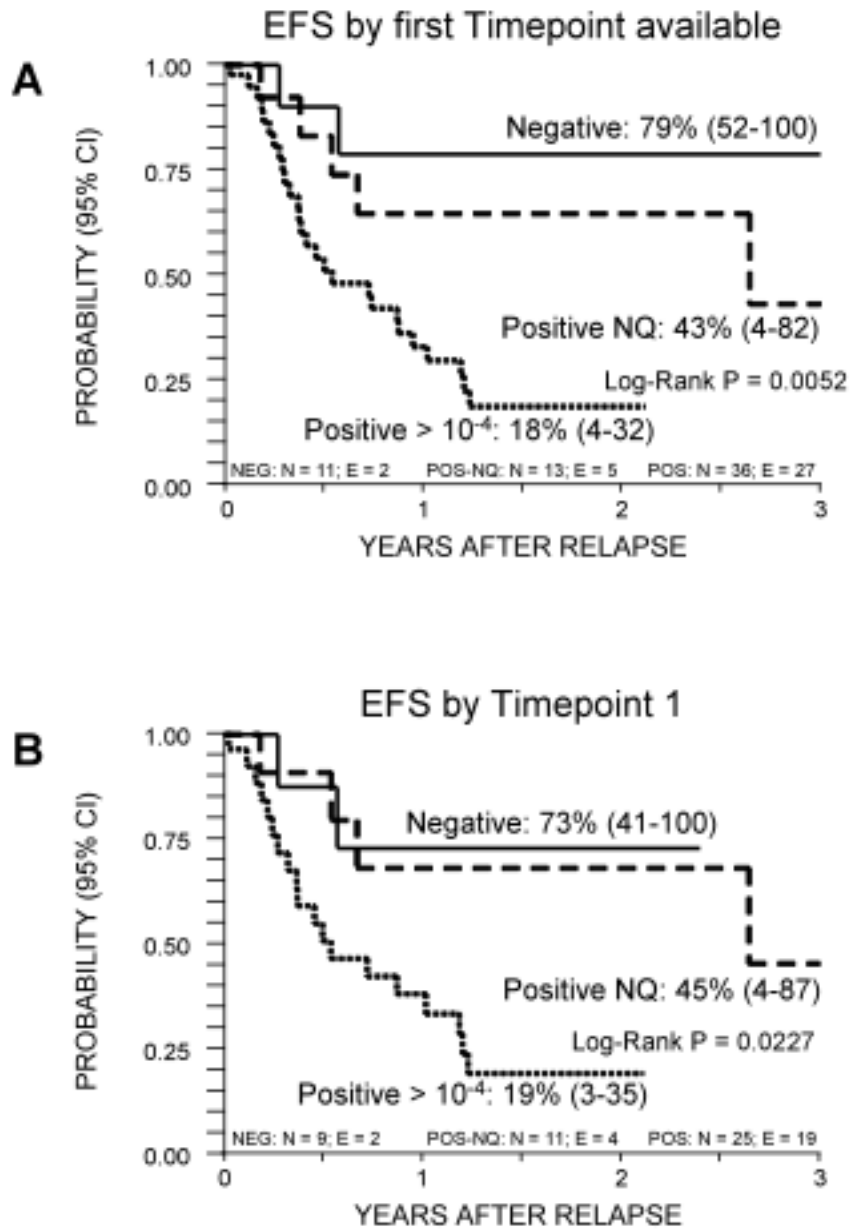 EFS by first Timepoint available
A
PROBABILITY (95% CI)
1.00
0.75
0.50
0.25
0.00
Negative: 79% (52-100)
Positive NQ: 43% (4-82)
Log-Rank P = 0.0052
Positive > 10⁻⁴: 18% (4-32)
NEG: N = 11; E = 2 POS-NQ: N = 13; E = 5 POS: N = 36; E = 27
0 1 2 3
YEARS AFTER RELAPSE
EFS by Timepoint 1
B
PROBABILITY (95% CI)
1.00
0.75
0.50
0.25
0.00
Negative: 73% (41-100)
Positive NQ: 45% (4-87)
Log-Rank P = 0.0227
Positive > 10⁻⁴: 19% (3-35)
NEG: N = 9; E = 2 POS-NQ: N = 11; E = 4 POS: N = 25; E = 19
0 1 2 3
YEARS AFTER RELAPSE